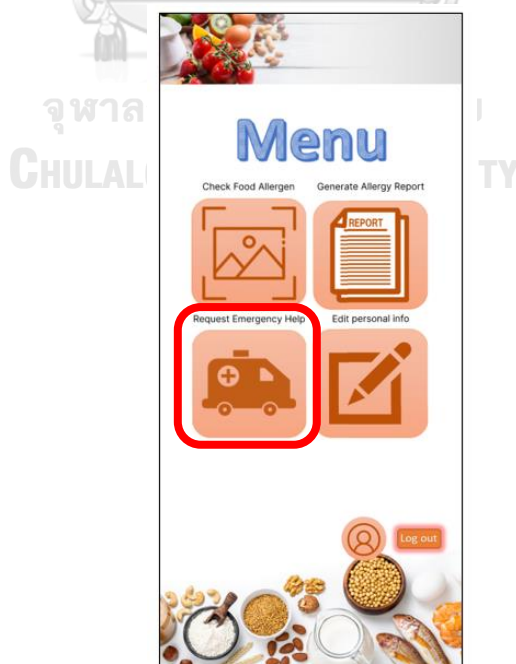 Menu
Check Food Allergen Generate Allergy Report
REPORT
Request Emergency Help Edit personal info
Log out
จุฬาล
CHULAL TY